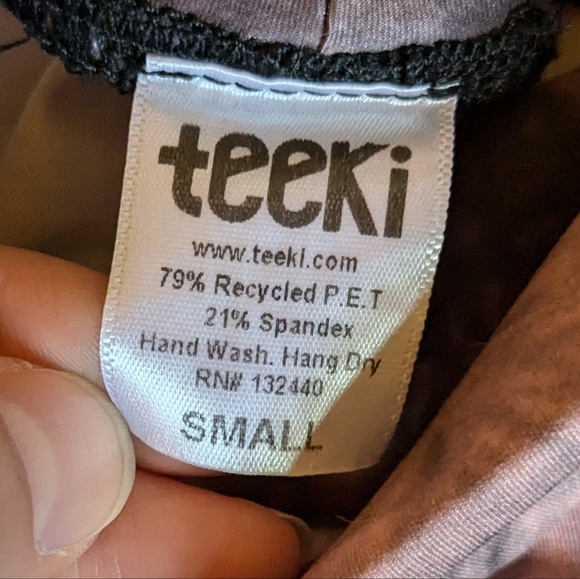 teeki
www.teeki.com
79% Recycled P.E.T
21% Spandex
Hand Wash. Hang Dry
RN# 132440
SMALL